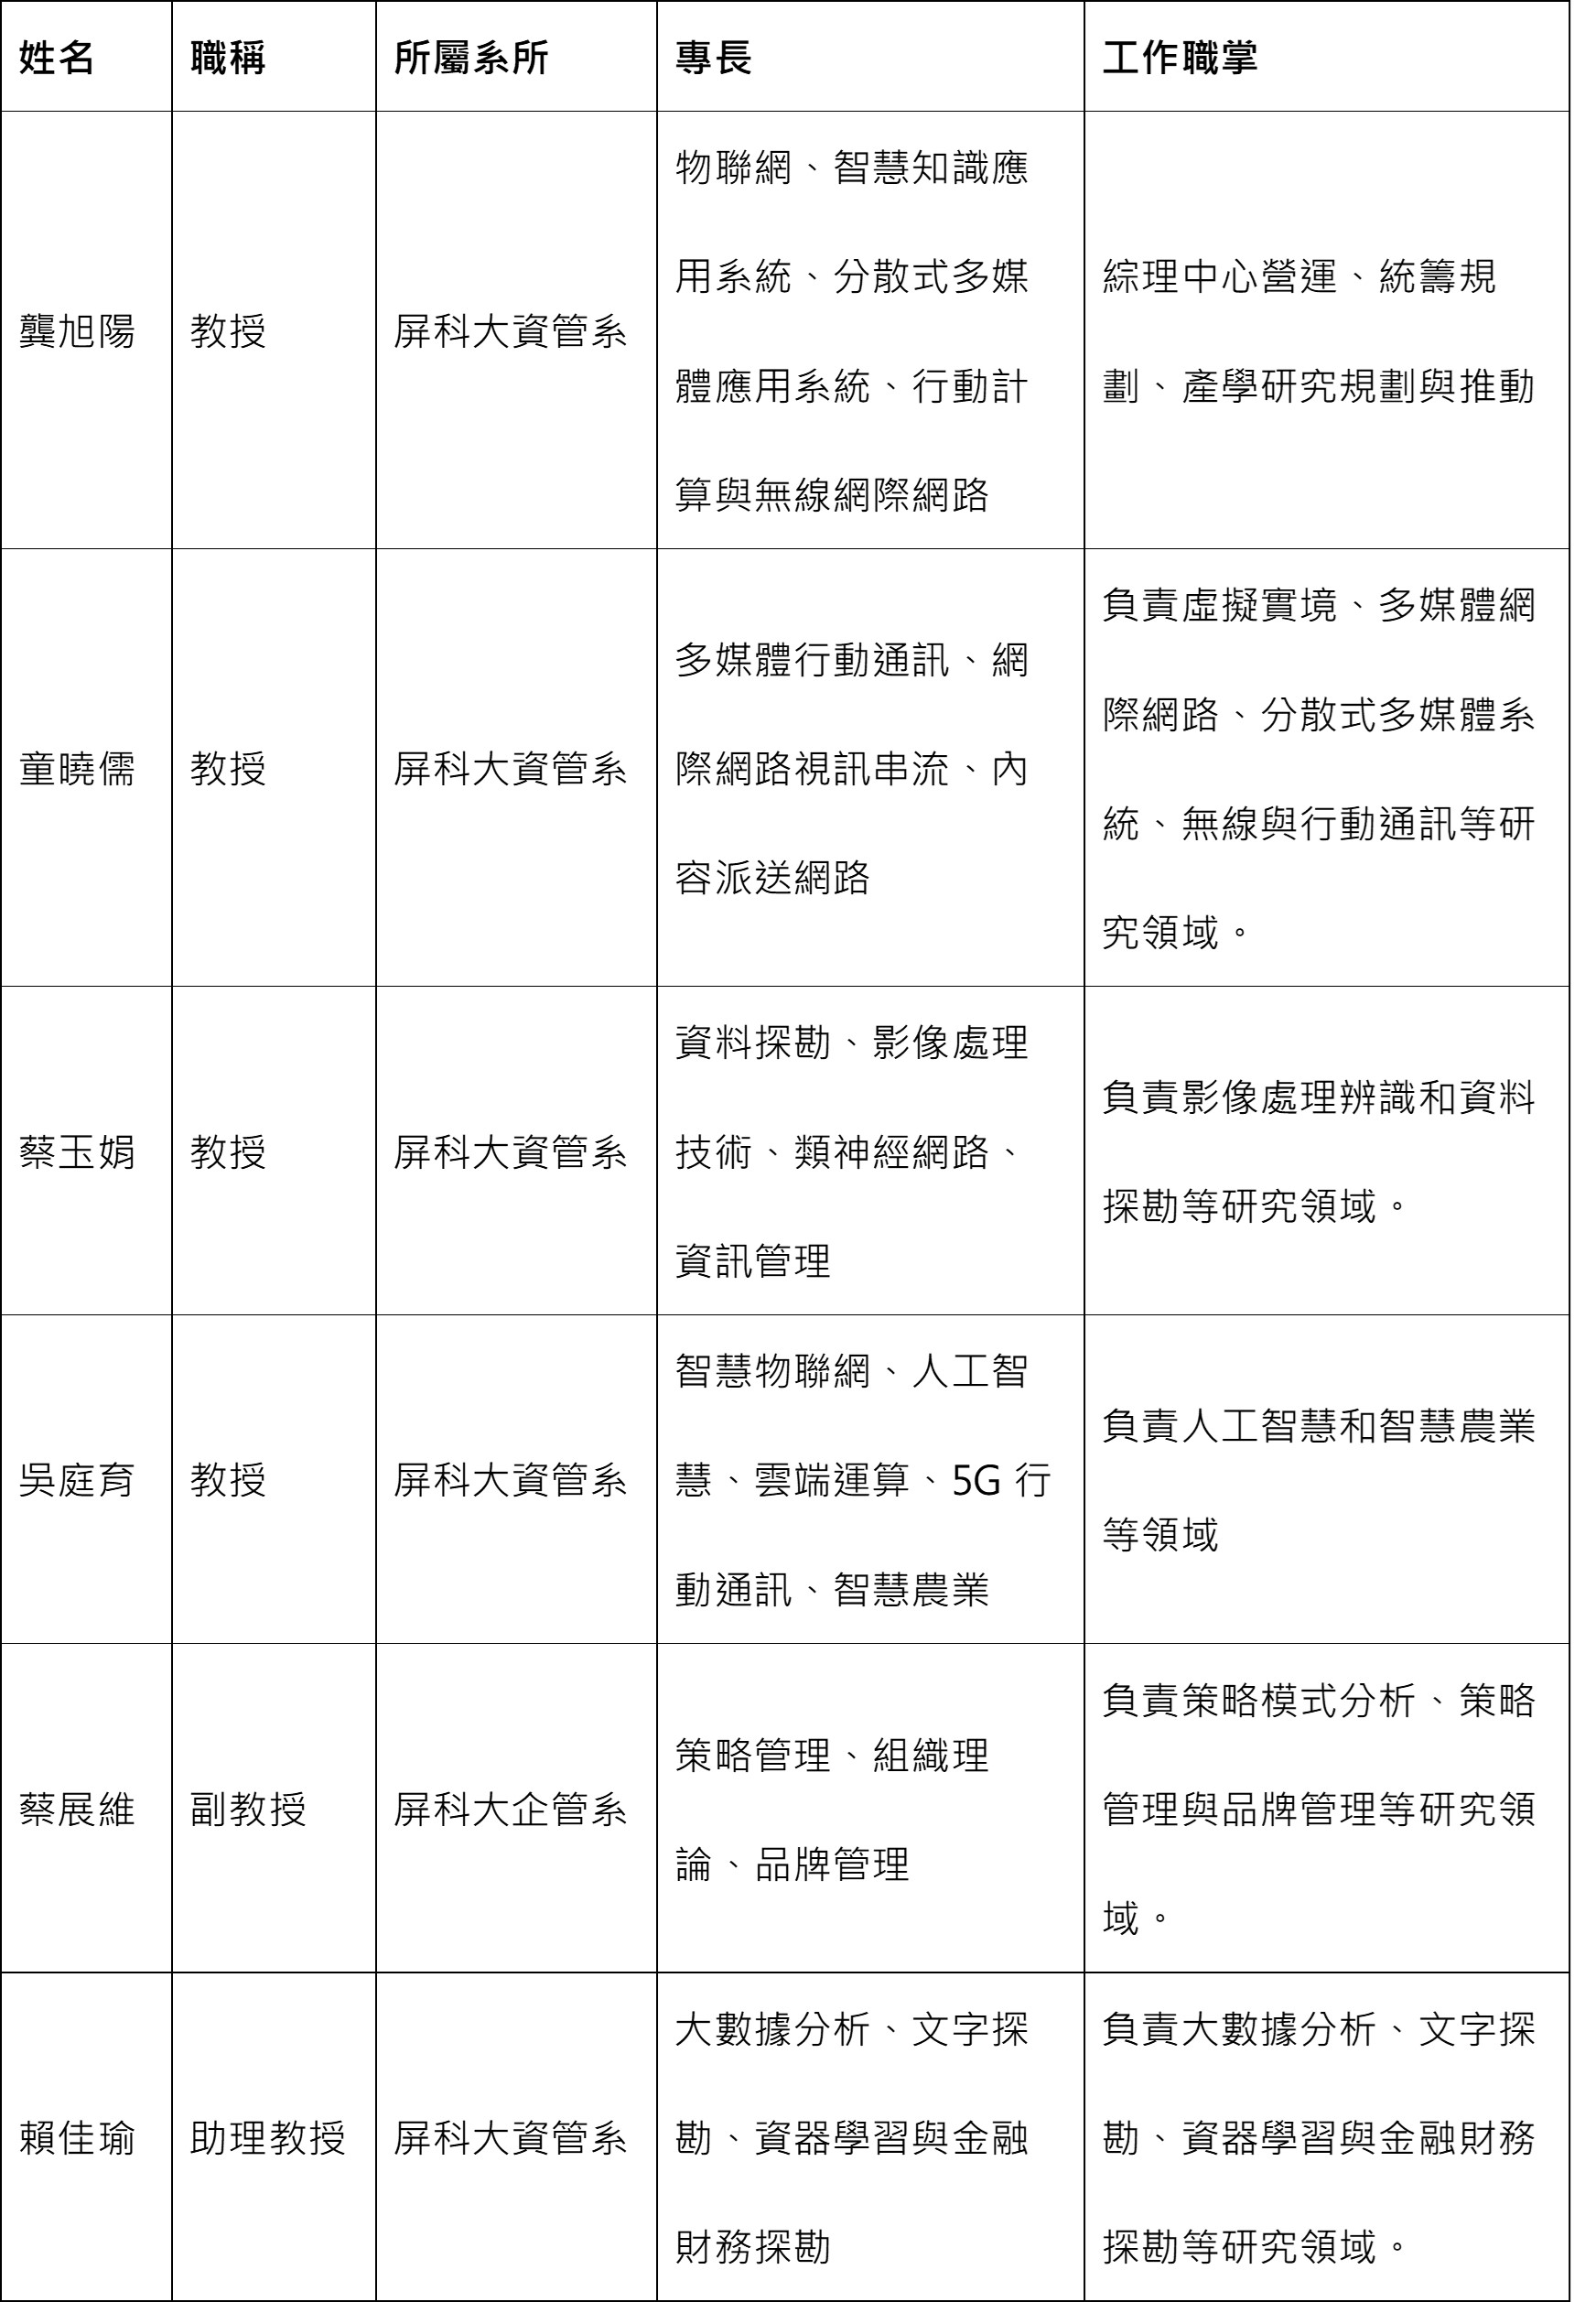 姓名 職稱 所屬系所 專長 工作職掌
龔旭陽
教授
屏科大資管系
物聯網、智慧知識應
用系統、分散式多媒
體應用系統、行動計
算與無線網際網路
綜理中心營運、統籌規
劃、產學研究規劃與推動
童曉儒
教授
屏科大資管系
多媒體行動通訊、網
際網路視訊串流、內
容派送網路
負責虛擬實境、多媒體網
際網路、分散式多媒體系
統、無線與行動通訊等研
究領域。
蔡玉娟
教授
屏科大資管系
資料探勘、影像處理
技術、類神經網路、
資訊管理
負責影像處理辨識和資料
探勘等研究領域。
吳庭育
教授
屏科大資管系
智慧物聯網、人工智
慧、雲端運算、5G 行
動通訊、智慧農業
負責人工智慧和智慧農業
等領域
蔡展維
副教授
屏科大企管系
策略管理、組織理
論、品牌管理
負責策略模式分析、策略
管理與品牌管理等研究領
域。
賴佳瑜
助理教授
屏科大資管系
大數據分析、文字探
勘、資器學習與金融
財務探勘
負責大數據分析、文字探
勘、資器學習與金融財務
探勘等研究領域。